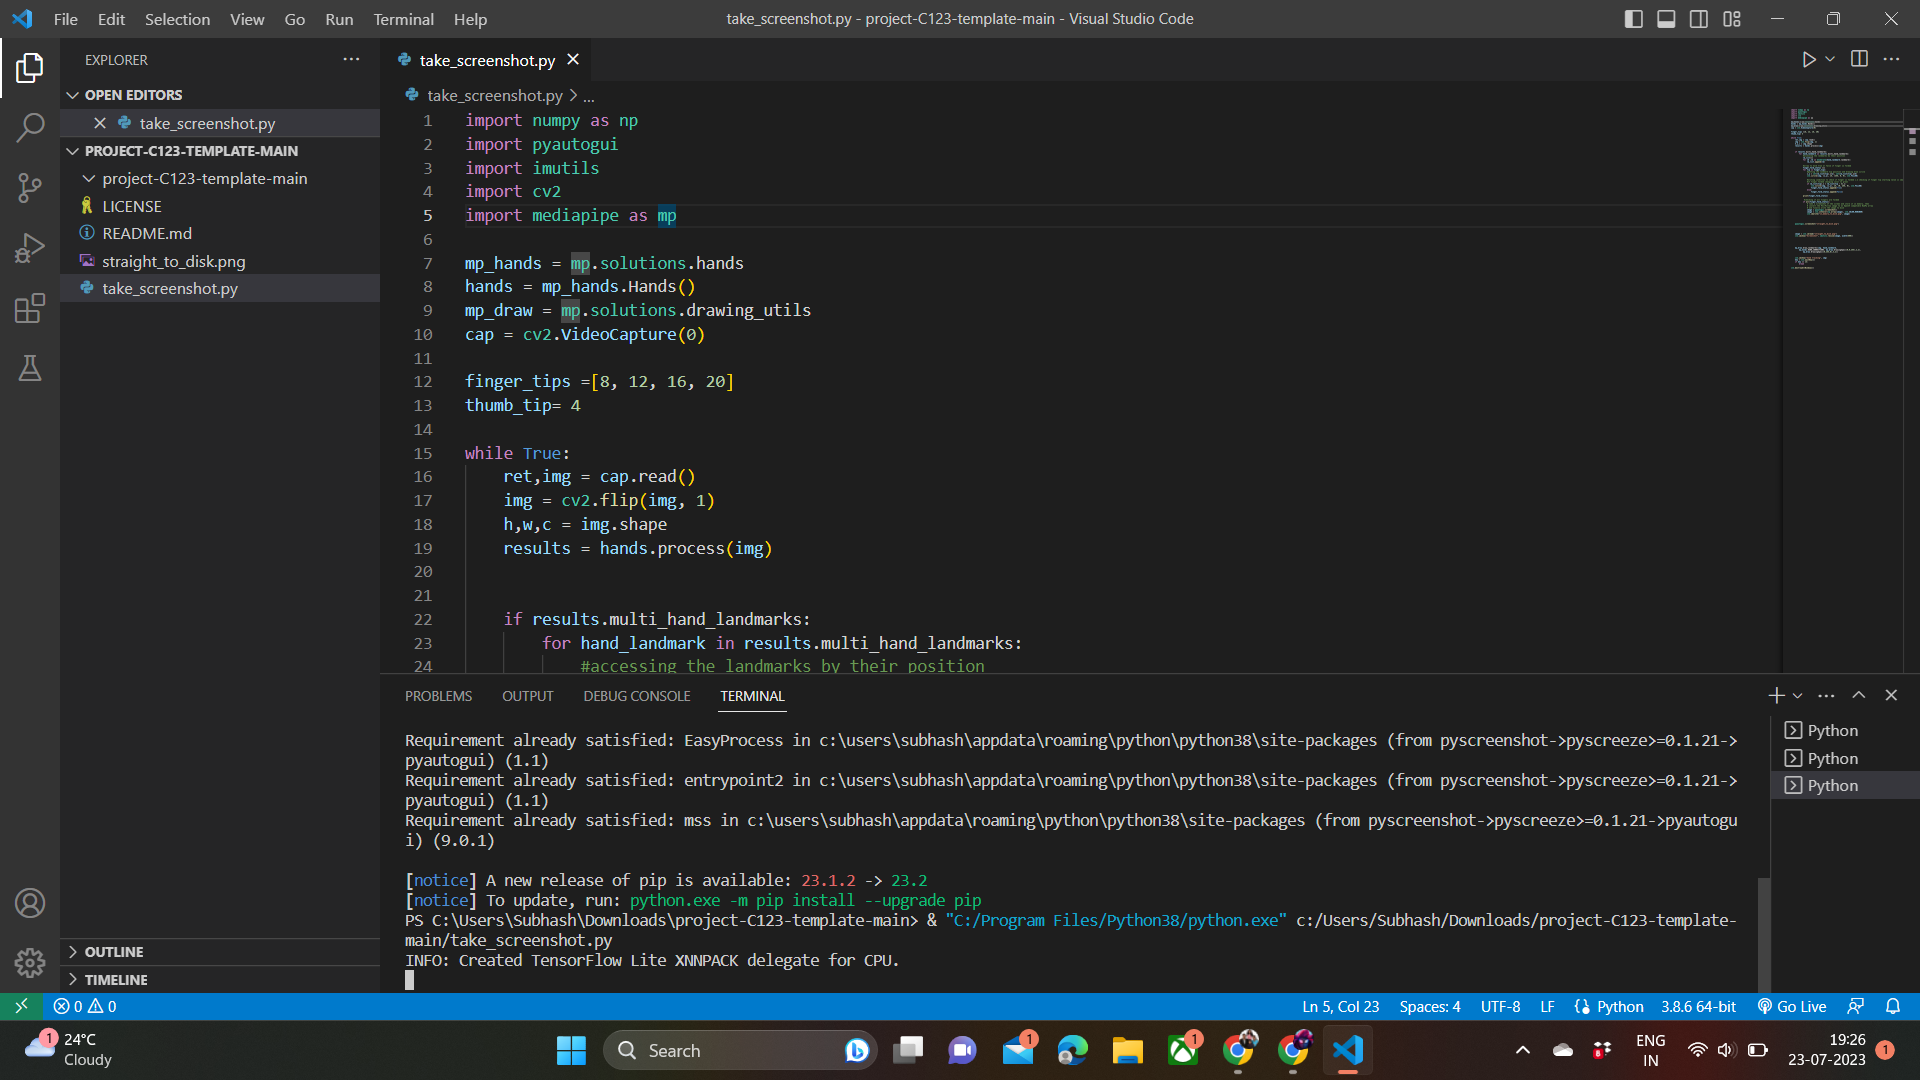 File Edit Selection View Go Run Terminal Help
take_screenshot.py - project-C123-template-main - Visual Studio Code
EXPLORER
OPEN EDITORS
take_screenshot.py
PROJECT-C123-TEMPLATE-MAIN
project-C123-template-main
LICENSE
README.md
straight_to_disk.png
take_screenshot.py
OUTLINE
TIMELINE
take_screenshot.py
take_screenshot.py > ...
1 import numpy as np
2 import pyautogui
3 import imutils
4 import cv2
5 import mediapipe as mp
6
7 mp_hands = mp.solutions.hands
8 hands = mp_hands.Hands()
9 mp_draw = mp.solutions.drawing_utils
10 cap = cv2.VideoCapture(0)
11
12 finger_tips =[8, 12, 16, 20]
13 thumb_tip= 4
14
15 while True:
16 ret,img = cap.read()
17 img = cv2.flip(img, 1)
18 h,w,c = img.shape
19 results = hands.process(img)
20
21
22 if results.multi_hand_landmarks:
23 for hand_landmark in results.multi_hand_landmarks:
24 #accessing the landmarks by their position
PROBLEMS OUTPUT DEBUG CONSOLE TERMINAL
Requirement already satisfied: EasyProcess in c:\users\subhash\appdata\roaming\python\python38\site-packages (from pyscreenshot->pyscreeze>=0.1.21->
pyautogui) (1.1)
Requirement already satisfied: entrypoint2 in c:\users\subhash\appdata\roaming\python\python38\site-packages (from pyscreenshot->pyscreeze>=0.1.21->
pyautogui) (1.1)
Requirement already satisfied: mss in c:\users\subhash\appdata\roaming\python\python38\site-packages (from pyscreenshot->pyscreeze>=0.1.21->pyautogu
i) (9.0.1)
[notice] A new release of pip is available: 23.1.2 -> 23.2
[notice] To update, run: python.exe -m pip install --upgrade pip
PS C:\Users\Subhash\Downloads\project-C123-template-main> & "C:/Program Files/Python38/python.exe" c:/Users/Subhash/Downloads/project-C123-template-
main/take_screenshot.py
INFO: Created TensorFlow Lite XNNPACK delegate for CPU.
Python
Python
Python
0 0
Ln 5, Col 23 Spaces: 4 UTF-8 LF Python 3.8.6 64-bit Go Live
1 24°C
Cloudy
Search
1
1
8
ENG
IN
19:26
23-07-2023
1